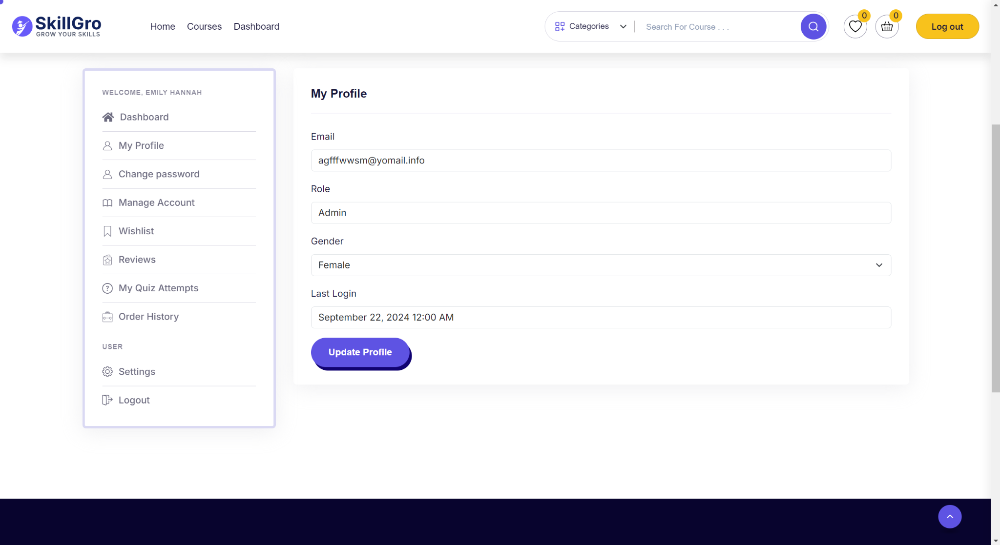 SkillGro
GROW YOUR SKILLS
Home Courses Dashboard
Categories
Search For Course . . .
0
0
Log out
WELCOME, EMILY HANNAH
Dashboard
My Profile
Change password
Manage Account
Wishlist
Reviews
My Quiz Attempts
Order History
USER
Settings
Logout
My Profile
Email
agfffwwsm@yomail.info
Role
Admin
Gender
Female
Last Login
September 22, 2024 12:00 AM
Update Profile